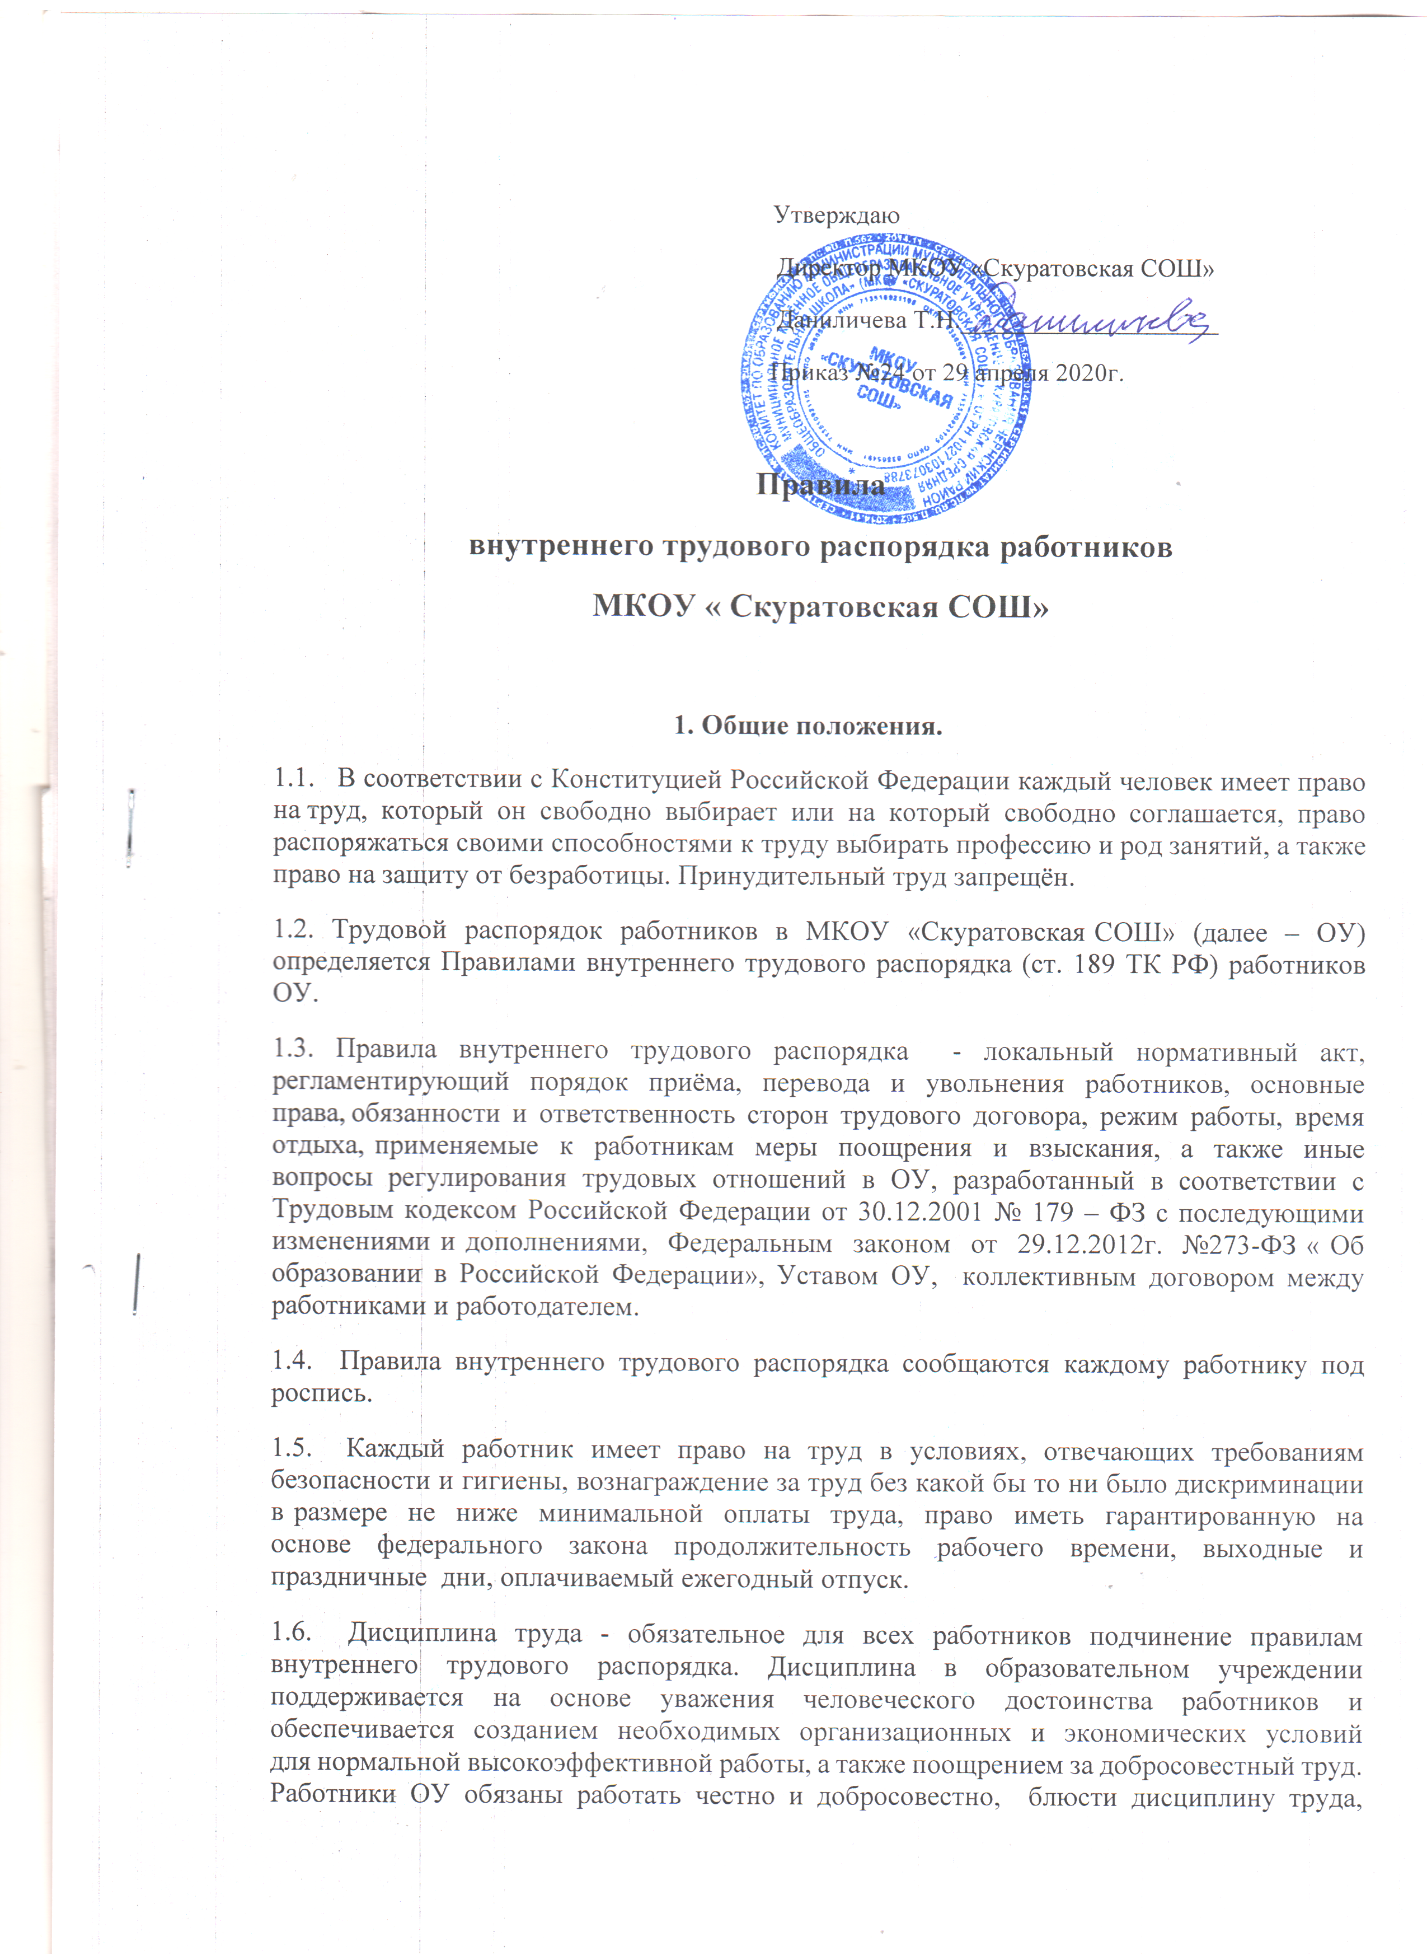 Утверждаю
Директор МКОУ «Скуратовская СОШ»
Даниличева Т.Н.
Приказ №24 от 29 апреля 2020г.
МКОУ
«СКУРАТОВСКАЯ
СОШ»
Правила
внутреннего трудового распорядка работников
МКОУ « Скуратовская СОШ»
1. Общие положения.
1.1. В соответствии с Конституцией Российской Федерации каждый человек имеет право
на труд, который он свободно выбирает или на который свободно соглашается, право
распоряжаться своими способностями к труду выбирать профессию и род занятий, а также
право на защиту от безработицы. Принудительный труд запрещён.
1.2. Трудовой распорядок работников в МКОУ «Скуратовская СОШ» (далее – ОУ)
определяется Правилами внутреннего трудового распорядка (ст. 189 ТК РФ) работников
ОУ.
1.3. Правила внутреннего трудового распорядка - локальный нормативный акт,
регламентирующий порядок приёма, перевода и увольнения работников, основные
права, обязанности и ответственность сторон трудового договора, режим работы, время
отдыха, применяемые к работникам меры поощрения и взыскания, а также иные
вопросы регулирования трудовых отношений в ОУ, разработанный в соответствии с
Трудовым кодексом Российской Федерации от 30.12.2001 № 179 – ФЗ с последующими
изменениями и дополнениями, Федеральным законом от 29.12.2012г. №273-ФЗ « Об
образовании в Российской Федерации», Уставом ОУ, коллективным договором между
работниками и работодателем.
1.4. Правила внутреннего трудового распорядка сообщаются каждому работнику под
роспись.
1.5. Каждый работник имеет право на труд в условиях, отвечающих требованиям
безопасности и гигиены, вознаграждение за труд без какой бы то ни было дискриминации
в размере не ниже минимальной оплаты труда, право иметь гарантированную на
основе федерального закона продолжительность рабочего времени, выходные и
праздничные дни, оплачиваемый ежегодный отпуск.
1.6. Дисциплина труда - обязательное для всех работников подчинение правилам
внутреннего трудового распорядка. Дисциплина в образовательном учреждении
поддерживается на основе уважения человеческого достоинства работников и
обеспечивается созданием необходимых организационных и экономических условий
для нормальной высокоэффективной работы, а также поощрением за добросовестный труд.
Работники ОУ обязаны работать честно и добросовестно, блюсти дисциплину труда,